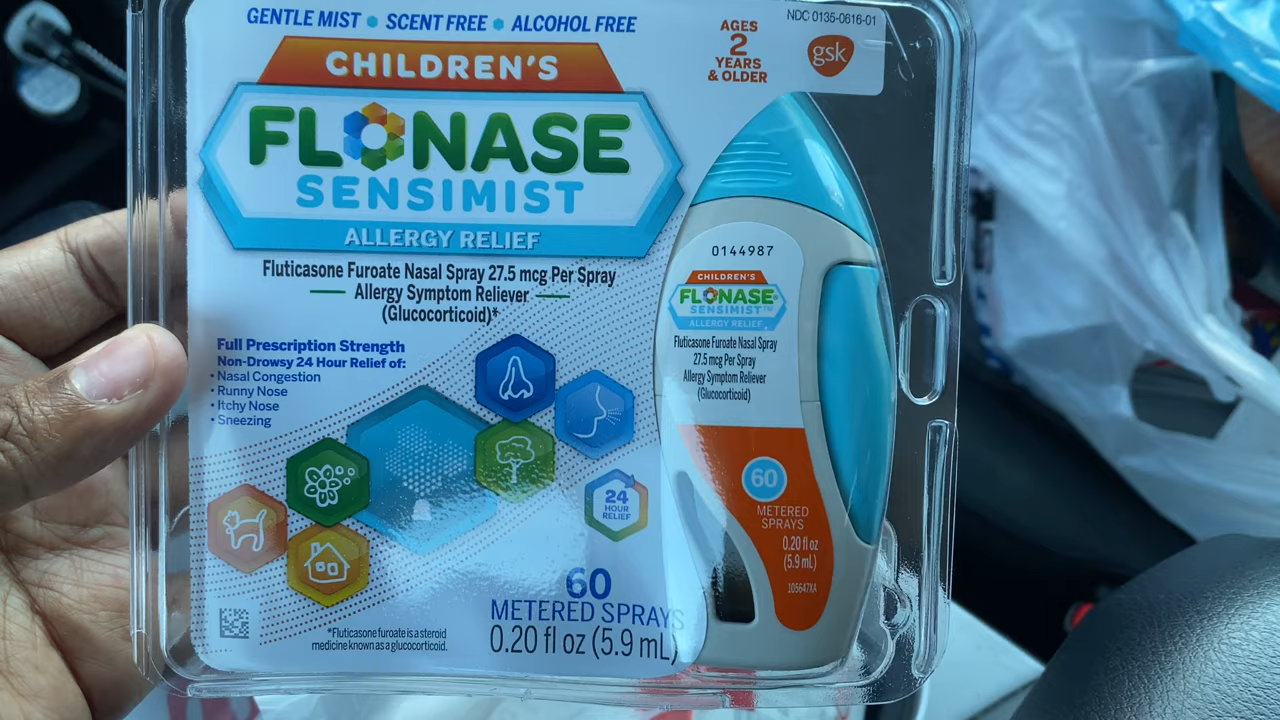 GENTLE MIST • SCENT FREE • ALCOHOL FREE
CHILDREN'S
FLONASE
SENSIMIST
ALLERGY RELIEF
Fluticasone Furoate Nasal Spray 27.5 mcg Per Spray
Allergy Symptom Reliever
(Glucocorticoid)*
Full Prescription Strength
Non-Drowsy 24 Hour Relief of:
• Nasal Congestion
• Runny Nose
• Itchy Nose
• Sneezing
24
HOUR
RELIEF
60
METERED SPRAYS
0.20 fl oz (5.9 mL)
*Fluticasone furoate is a steroid
medicine known as a glucocorticoid.
AGES
2
YEARS
& OLDER
NDC 0135-0616-01
gsk
0144987
CHILDREN'S
FLONASE®
SENSIMIST™
ALLERGY RELIEF
Fluticasone Furoate Nasal Spray
27.5 mcg Per Spray
Allergy Symptom Reliever
(Glucocorticoid)
60
METERED
SPRAYS
0.20 fl oz
(5.9 mL)
105647XA